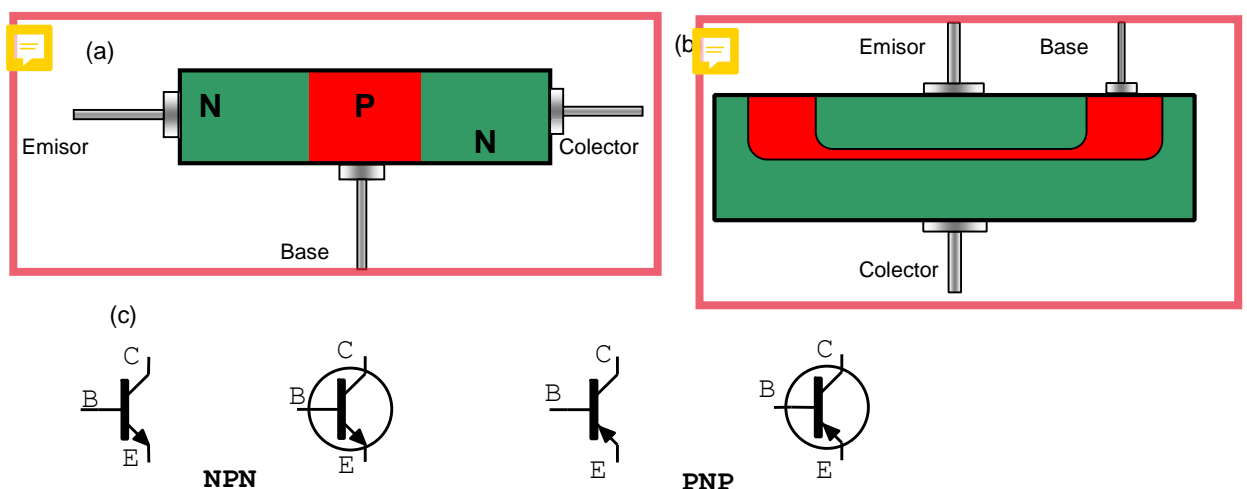 (a)
N P N
Emisor
Colector
Base
(b
Emisor Base
Colector
(c)
C
B
E
C
B
E
NPN
C
B
E
C
B
E
PNP